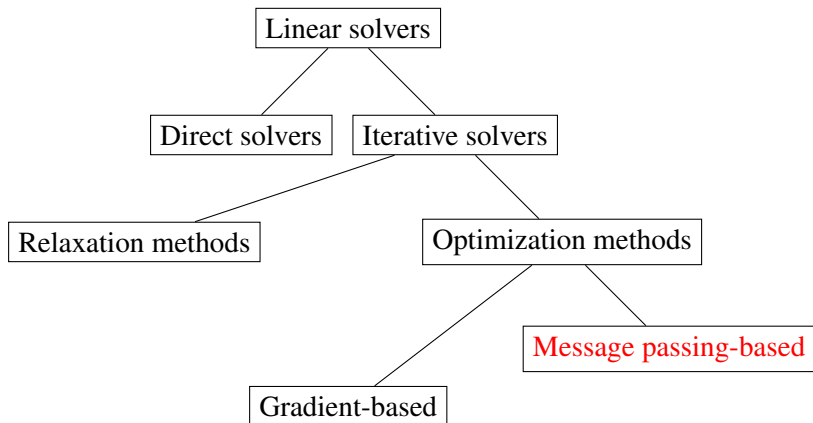 Linear solvers
Direct solvers
Iterative solvers
Relaxation methods
Optimization methods
Message passing-based
Gradient-based